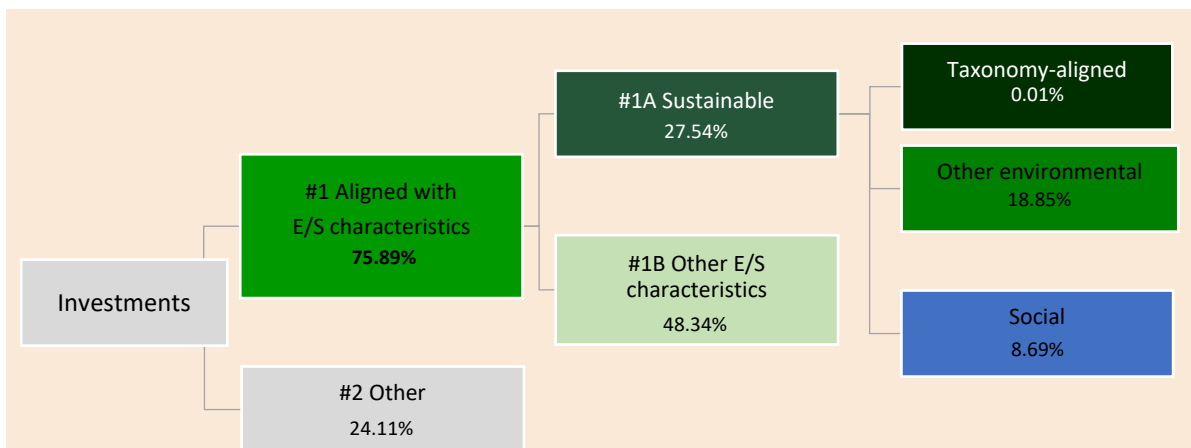 Investments
#1 Aligned with
E/S characteristics
75.89%
#2 Other
24.11%
#1A Sustainable
27.54%
#1B Other E/S
characteristics
48.34%
Taxonomy-aligned
0.01%
Other environmental
18.85%
Social
8.69%